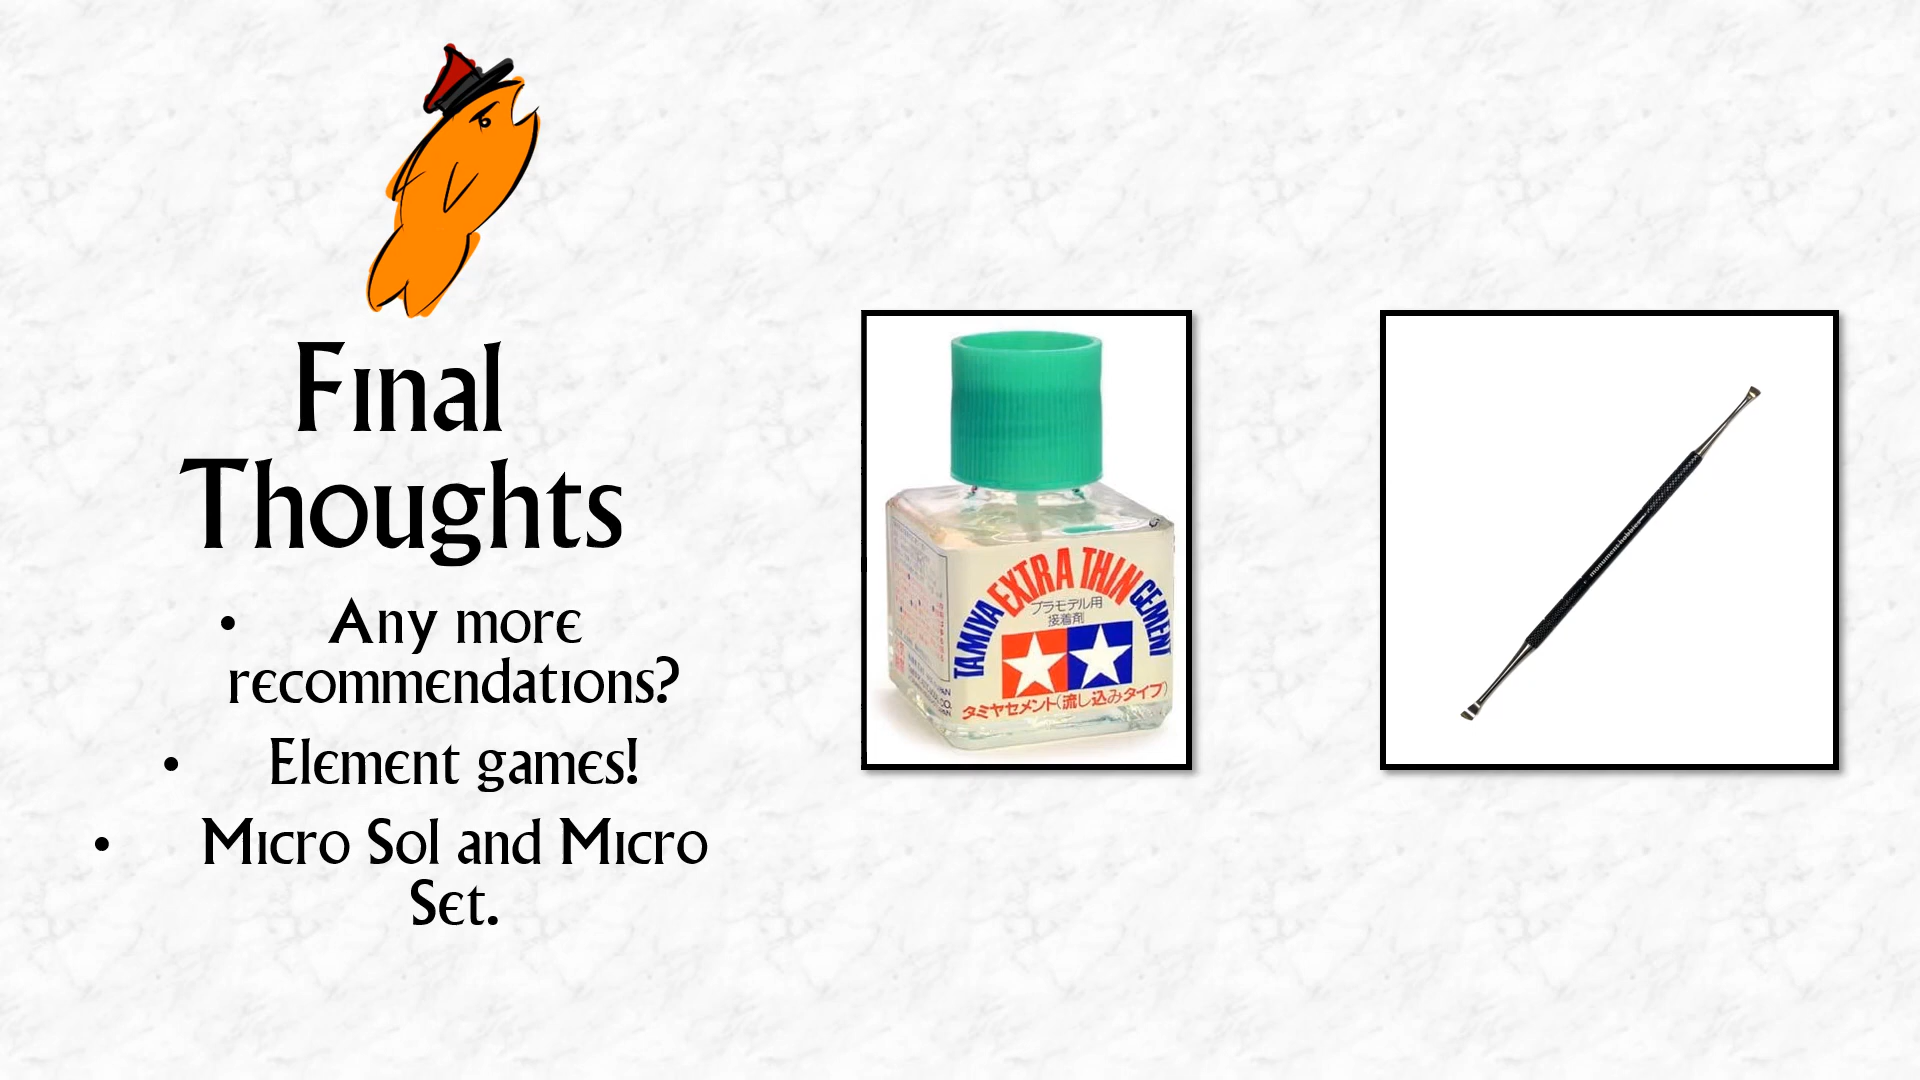 Final
Thoughts
• Any more
recommendations?
• Element games!
• Micro Sol and Micro
Set.
TAMIYA EXTRA THIN CEMENT
プラモデル用
接着剤
タミヤセメント(流し込みタイプ)